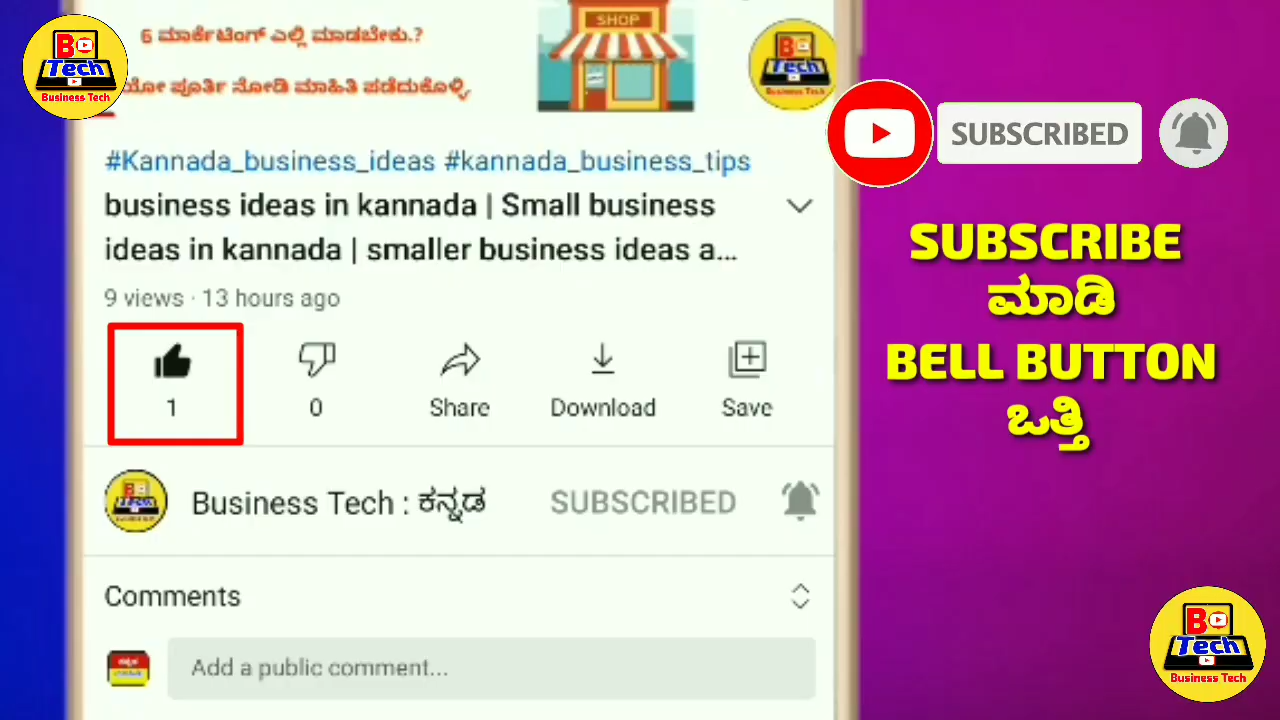 B
Tech
Business Tech
6 ಮಾರ್ಕೆಟಿಂಗ್ ಎಲ್ಲಿ ಮಾಡಬೇಕು.?
ಪೂರ್ತಿ ನೋಡಿ ಮಾಹಿತಿ ಪಡೆದುಕೊಳ್ಳಿ
SHOP
B
Tech
Business Tech
#Kannada_business_ideas #kannada_business_tips
business ideas in kannada | Small business
ideas in kannada | smaller business ideas a...
9 views · 13 hours ago
1
0
Share
Download
Save
Business Tech : ಕನ್ನಡ
SUBSCRIBED
Comments
Add a public comment...
SUBSCRIBED
SUBSCRIBE
ಮಾಡಿ
BELL BUTTON
ಒತ್ತಿ
B
Tech
Business Tech